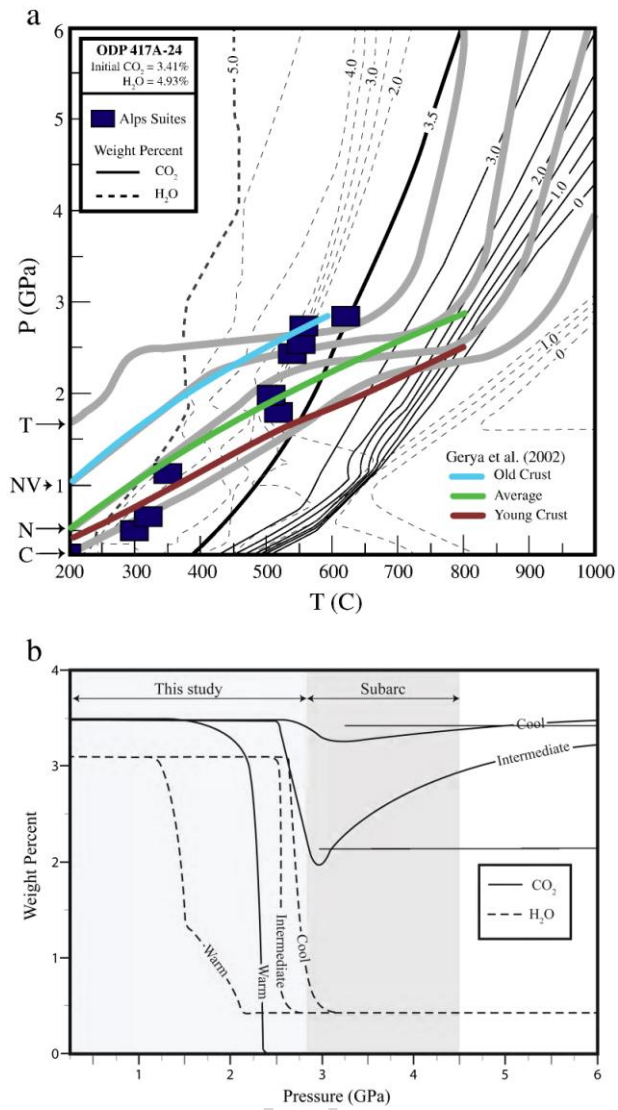 a
ODP 417A-24
Initial CO₂ = 3.41%
H₂O = 4.93%
Alps Suites
Weight Percent
CO₂
H₂O
5.0
4.0
3.0
2.0
3.5
3.0
2.0
1.0
0
1.0
0
6
5
4
3
2
1
P (GPa)
T
NV
N
C
Gerya et al. (2002)
Old Crust
Average
Young Crust
200 300 400 500 600 700 800 900 1000
T (C)
b
This study
Subarc
4
3
2
1
0
Weight Percent
Cool
Intermediate
Warm
Warm
Intermediate
Cool
CO₂
H₂O
1 2 3 4 5 6
Pressure (GPa)